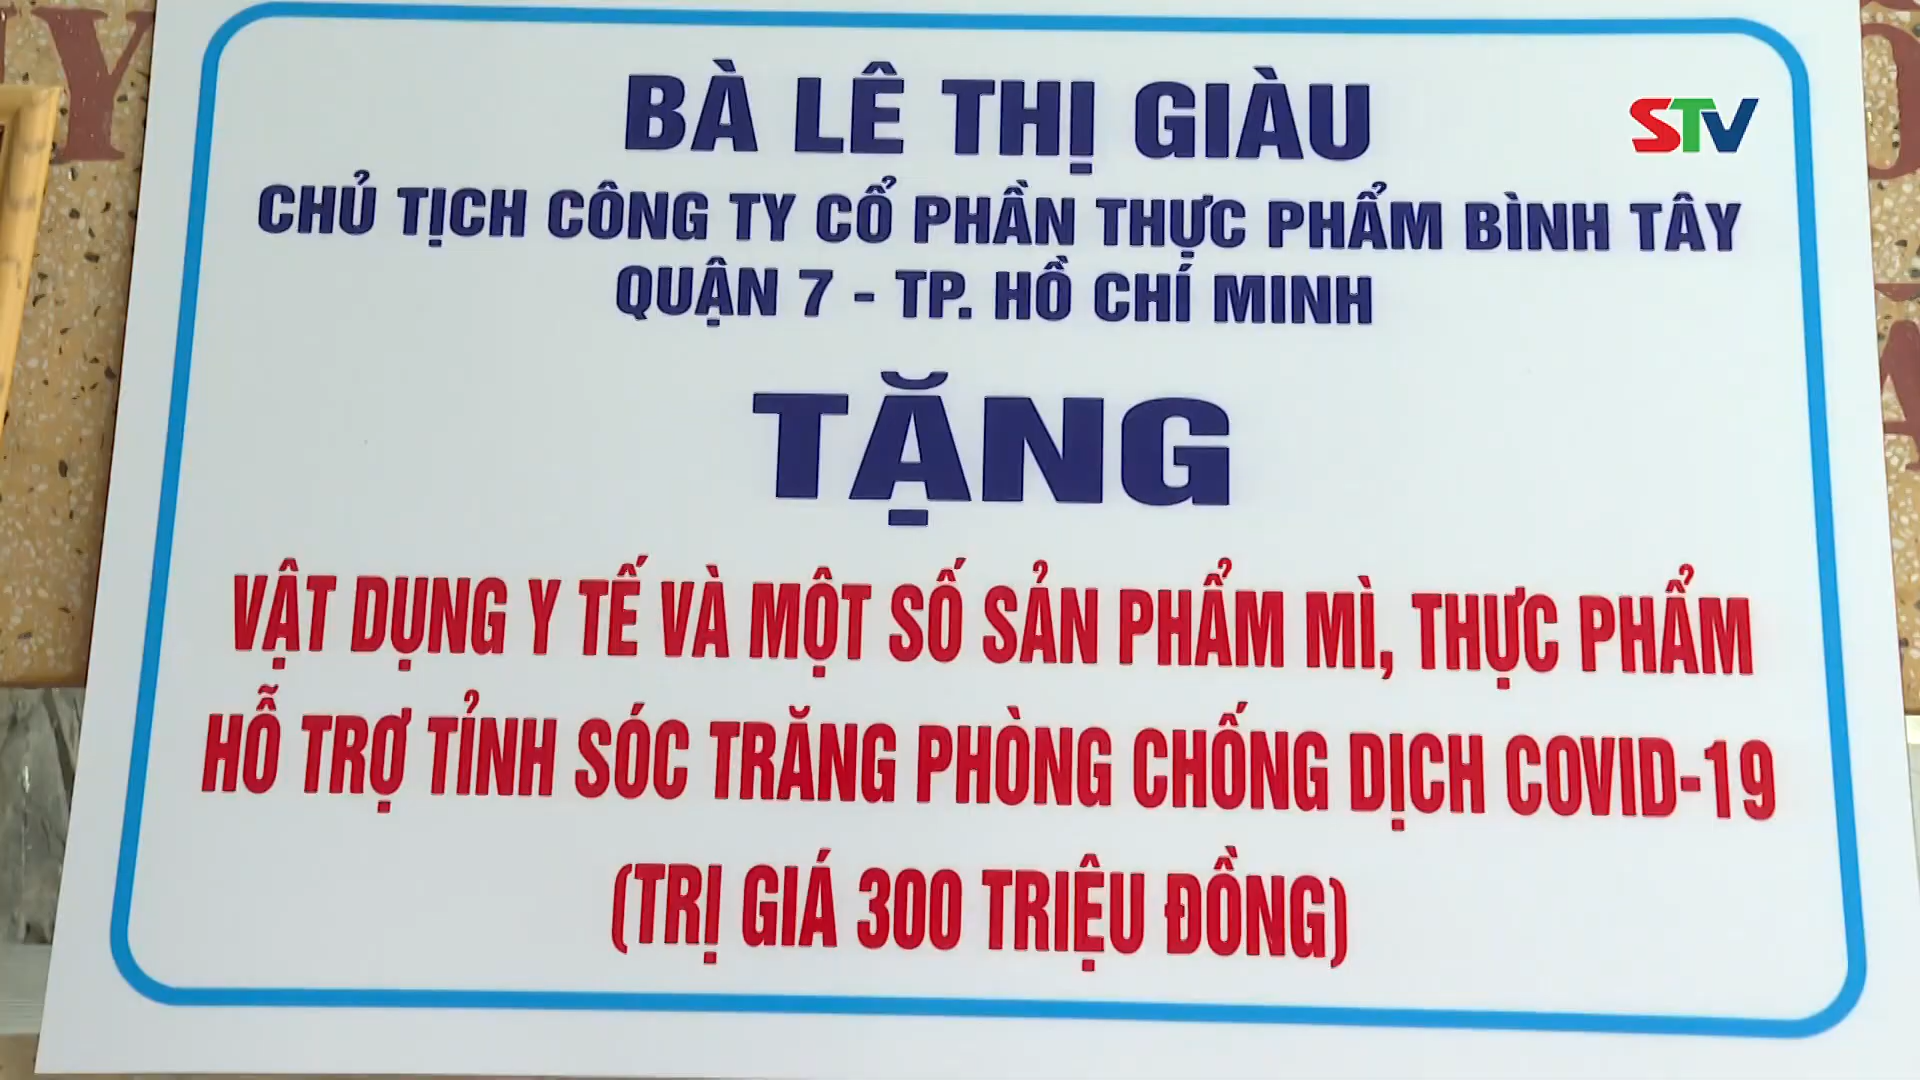 BÀ LÊ THỊ GIÀU
STV
CHỦ TỊCH CÔNG TY CỔ PHẦN THỰC PHẨM BÌNH TÂY
QUẬN 7 - TP. HỒ CHÍ MINH
TẶNG
VẬT DỤNG Y TẾ VÀ MỘT SỐ SẢN PHẨM MÌ, THỰC PHẨM
HỖ TRỢ TỈNH SÓC TRĂNG PHÒNG CHỐNG DỊCH COVID-19
(TRỊ GIÁ 300 TRIỆU ĐỒNG)